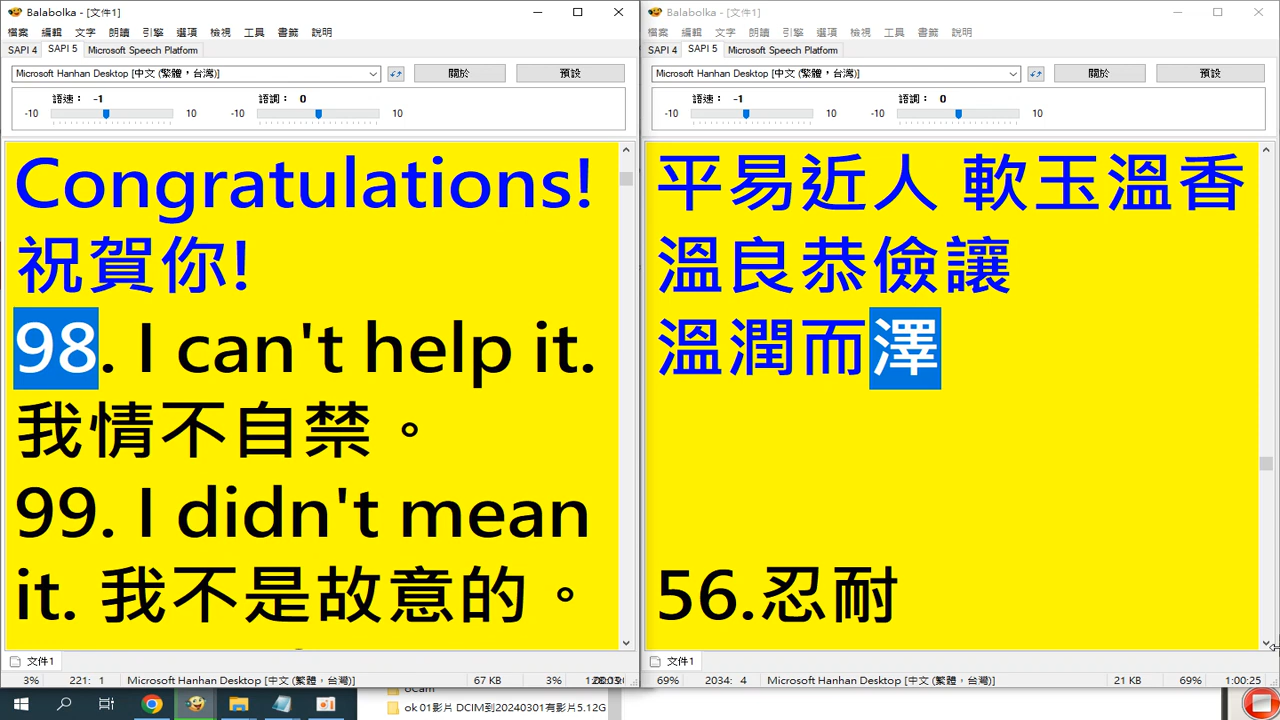 Balabolka - [文件1]
檔案 編輯 文字 朗讀 引擎 選項 檢視 工具 書籤 說明
SAPI 4 SAPI 5 Microsoft Speech Platform
Microsoft Hanhan Desktop [中文 (繁體，台灣)] 關於 預設
語速： -1 語調： 0
-10 10 -10 10
Congratulations!
祝賀你!
98. I can't help it.
我情不自禁。
99. I didn't mean
it. 我不是故意的。
文件1
3% 221: 1 Microsoft Hanhan Desktop [中文 (繁體，台灣)] 67 KB 3%
Balabolka - [文件1]
檔案 編輯 文字 朗讀 引擎 選項 檢視 工具 書籤 說明
SAPI 4 SAPI 5 Microsoft Speech Platform
Microsoft Hanhan Desktop [中文 (繁體，台灣)] 關於 預設
語速： -1 語調： 0
-10 10 -10 10
平易近人 軟玉溫香
溫良恭儉讓
溫潤而澤
56.忍耐
文件1
69% 2034: 4 Microsoft Hanhan Desktop [中文 (繁體，台灣)] 21 KB 69% 1:00:25
oCam
ok 01影片 DCIM到20240301有影片5.12G